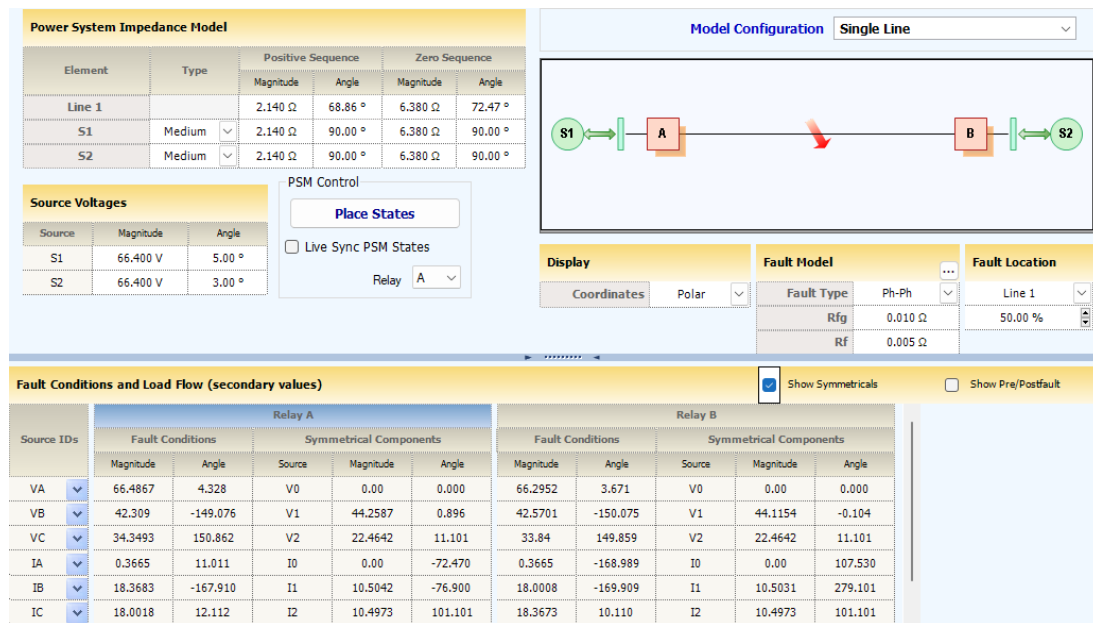 Power System Impedance Model
Element Type Positive Sequence Zero Sequence
Magnitude Angle Magnitude Angle
Line 1 2.140 Ω 68.86 ° 6.380 Ω 72.47 °
S1 Medium 2.140 Ω 90.00 ° 6.380 Ω 90.00 °
S2 Medium 2.140 Ω 90.00 ° 6.380 Ω 90.00 °
Source Voltages
Source Magnitude Angle
S1 66.400 V 5.00 °
S2 66.400 V 3.00 °
PSM Control
Place States
Live Sync PSM States
Relay A
Model Configuration Single Line
S1 A B S2
Display
Coordinates Polar
Fault Model
...
Fault Type Ph-Ph
Rfg 0.010 Ω
Rf 0.005 Ω
Fault Location
Line 1
50.00 %
Fault Conditions and Load Flow (secondary values) Show Symmetricals Show Pre/Postfault
Source IDs Relay A Relay B
Fault Conditions Symmetrical Components Fault Conditions Symmetrical Components
Magnitude Angle Source Magnitude Angle Magnitude Angle Source Magnitude Angle
VA 66.4867 4.328 V0 0.00 0.000 66.2952 3.671 V0 0.00 0.000
VB 42.309 -149.076 V1 44.2587 0.896 42.5701 -150.075 V1 44.1154 -0.104
VC 34.3493 150.862 V2 22.4642 11.101 33.84 149.859 V2 22.4642 11.101
IA 0.3665 11.011 I0 0.00 -72.470 0.3665 -168.989 I0 0.00 107.530
IB 18.3683 -167.910 I1 10.5042 -76.900 18.0008 -169.909 I1 10.5031 279.101
IC 18.0018 12.112 I2 10.4973 101.101 18.3673 10.110 I2 10.4973 101.101